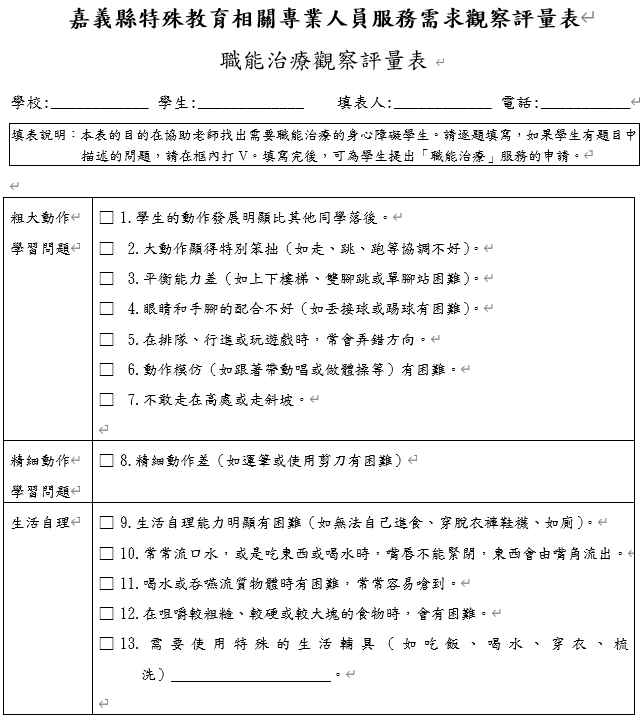 嘉義縣特殊教育相關專業人員服務需求觀察評量表
職能治療觀察評量表
學校:____________ 學生:_____________ 填表人:____________ 電話:___________
填表說明：本表的目的在協助老師找出需要職能治療的身心障礙學生。請逐題填寫，如果學生有題目中
描述的問題，請在框內打V。填寫完後，可為學生提出「職能治療」服務的申請。
粗大動作
學習問題
□ 1.學生的動作發展明顯比其他同學落後。
□ 2.大動作顯得特別笨拙（如走、跳、跑等協調不好）。
□ 3.平衡能力差（如上下樓梯、雙腳跳或單腳站困難）。
□ 4.眼睛和手腳的配合不好（如丟接球或踢球有困難）。
□ 5.在排隊、行進或玩遊戲時，常會弄錯方向。
□ 6.動作模仿（如跟著帶動唱或做體操等）有困難。
□ 7.不敢走在高處或走斜坡。
精細動作
學習問題
□ 8.精細動作差（如運筆或使用剪刀有困難）
生活自理
□ 9.生活自理能力明顯有困難（如無法自己進食、穿脫衣褲鞋襪、如廁）。
□ 10.常常流口水，或是吃東西或喝水時，嘴唇不能緊閉，東西會由嘴角流出。
□ 11.喝水或吞嚥流質物體時有困難，常常容易嗆到。
□ 12.在咀嚼較粗糙、較硬或較大塊的食物時，會有困難。
□ 13.需要使用特殊的生活輔具（如吃飯、喝水、穿衣、梳
洗）____________________。